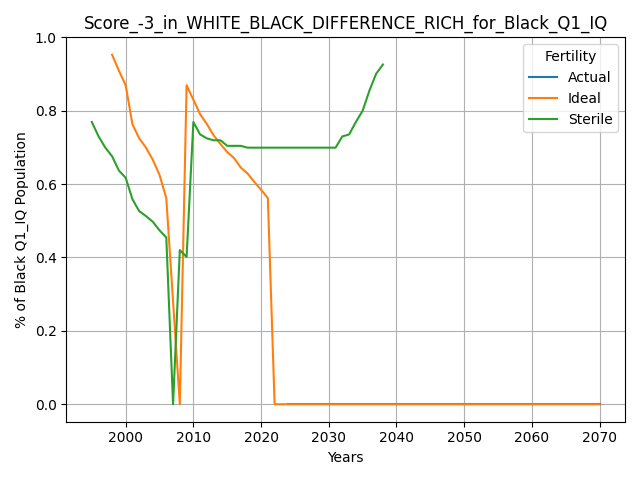 Score_-3_in_WHITE_BLACK_DIFFERENCE_RICH_for_Black_Q1_IQ
% of Black Q1_IQ Population
1.0
0.8
0.6
0.4
0.2
0.0
Fertility
Actual
Ideal
Sterile
2000 2010 2020 2030 2040 2050 2060 2070
Years